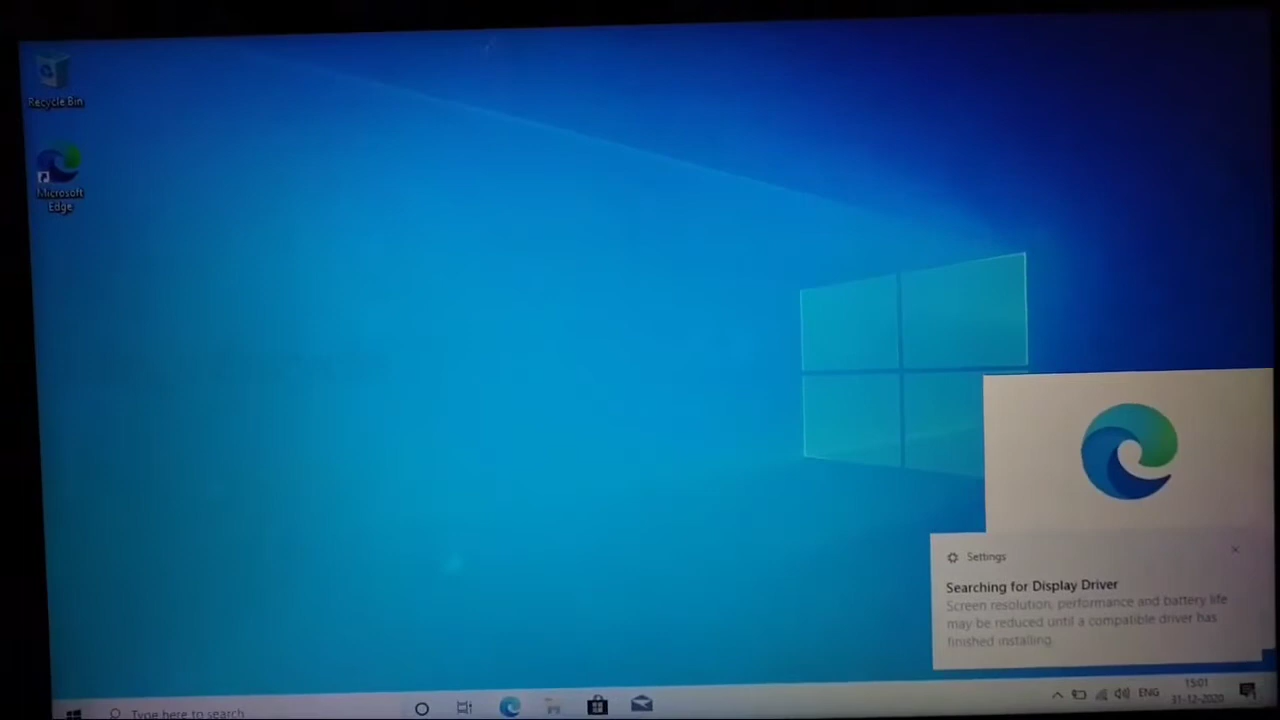 Recycle Bin
Microsoft
Edge
Settings
Searching for Display Driver
Screen resolution, performance and battery life
may be reduced until a compatible driver has
finished installing
Type here to search
ENG
15:01
31-12-2020